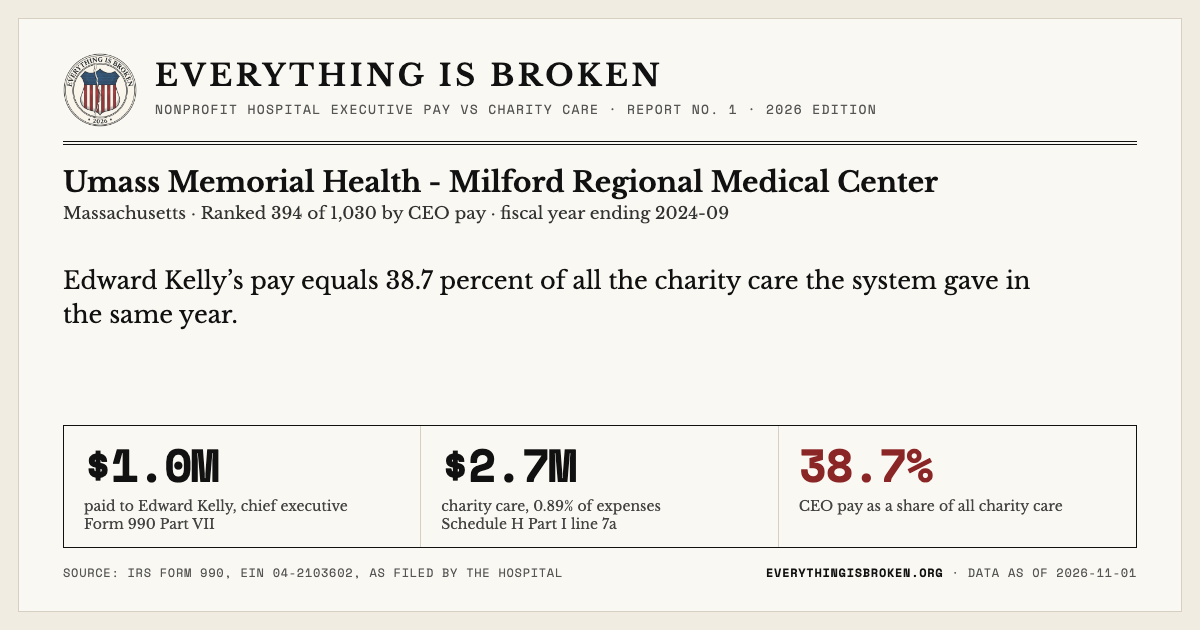 EVERYTHING IS BROKEN
· 2026 ·
EVERYTHING IS BROKEN
NONPROFIT HOSPITAL EXECUTIVE PAY VS CHARITY CARE · REPORT NO. 1 · 2026 EDITION
Umass Memorial Health - Milford Regional Medical Center
Massachusetts · Ranked 394 of 1,030 by CEO pay · fiscal year ending 2024-09
Edward Kelly’s pay equals 38.7 percent of all the charity care the system gave in
the same year.
$1.0M
paid to Edward Kelly, chief executive
Form 990 Part VII
$2.7M
charity care, 0.89% of expenses
Schedule H Part I line 7a
38.7%
CEO pay as a share of all charity care
SOURCE: IRS FORM 990, EIN 04-2103602, AS FILED BY THE HOSPITAL
EVERYTHINGISBROKEN.ORG · DATA AS OF 2026-11-01